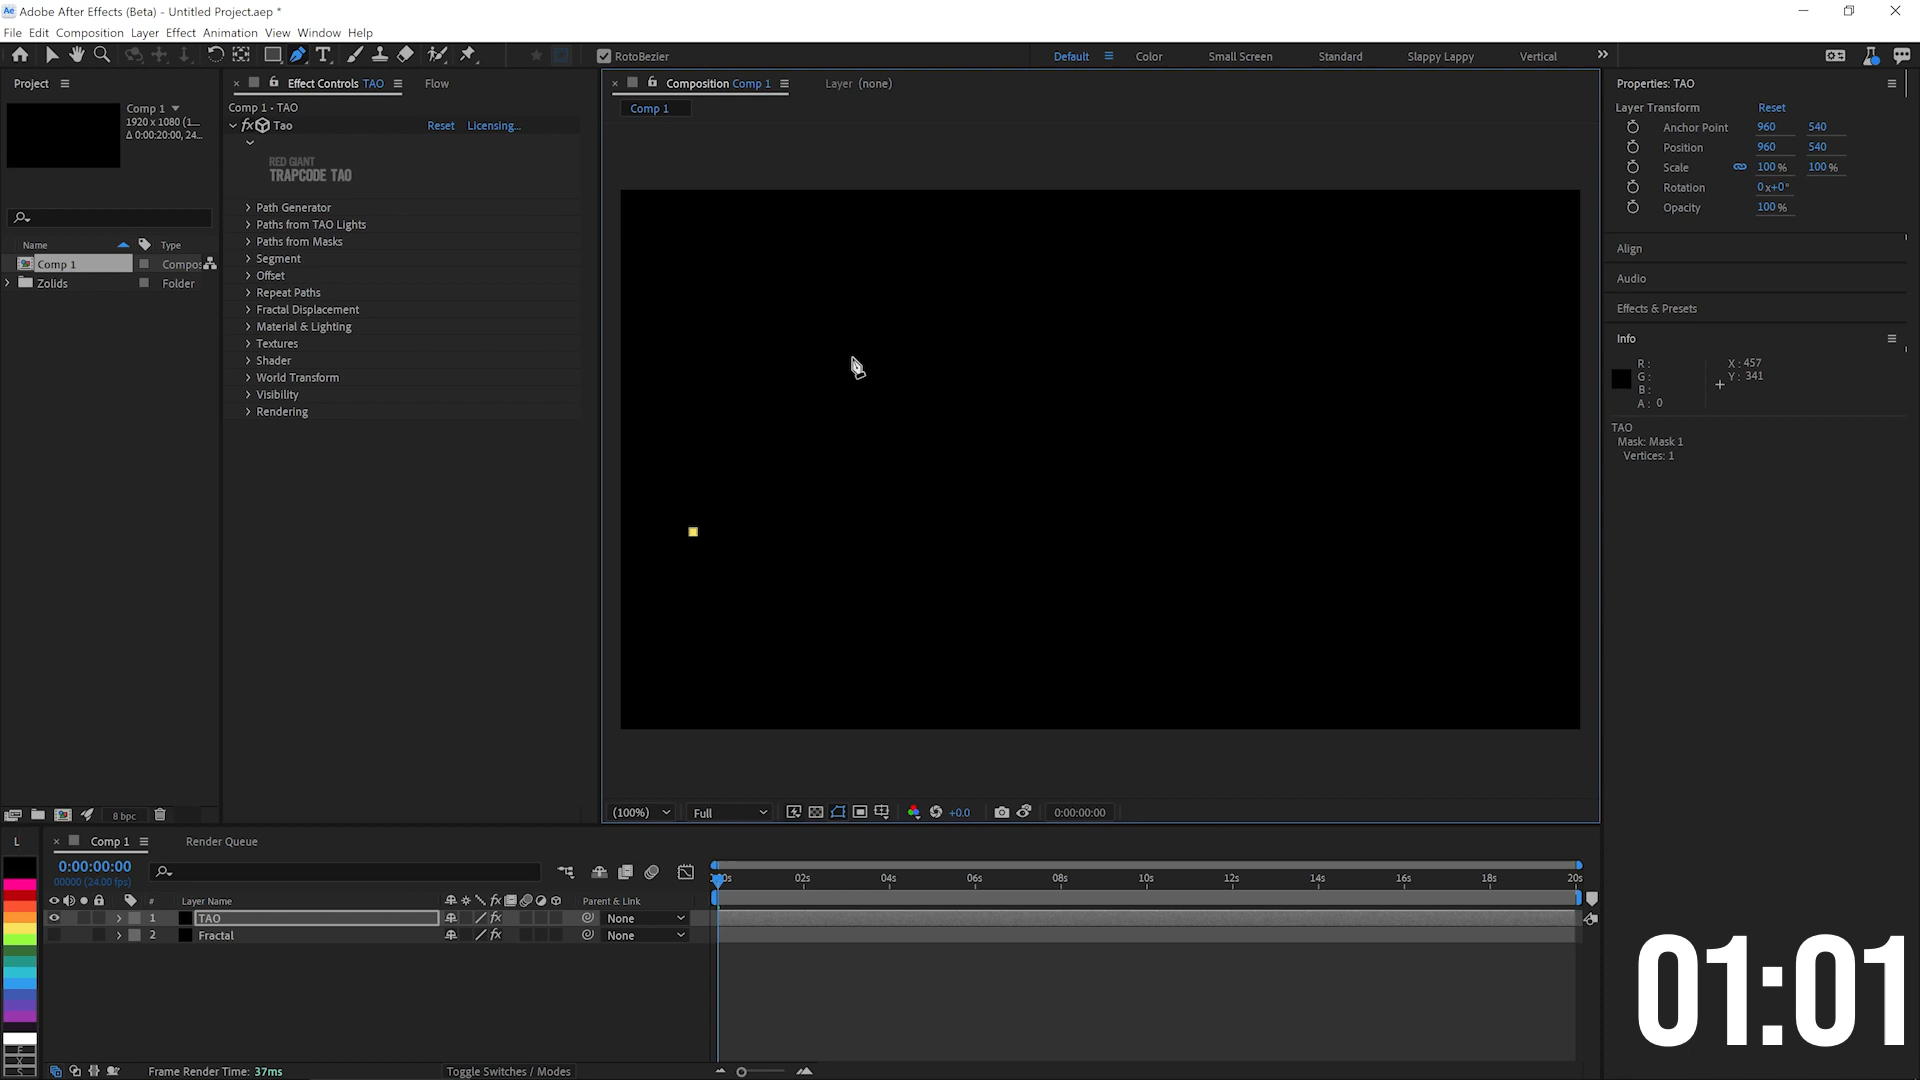 Adobe After Effects (Beta) - Untitled Project.aep *
File Edit Composition Layer Effect Animation View Window Help
RotoBezier
Default Color Small Screen Standard Slappy Lappy Vertical
Project
Comp 1
1920 x 1080 (1...
Δ 0:00:20:00, 24...
Name Type
Comp 1 Compos
Zolids Folder
8 bpc
Effect Controls TAO Flow
Comp 1 • TAO
fx Tao Reset Licensing...
RED GIANT
TRAPCODE TAO
Path Generator
Paths from TAO Lights
Paths from Masks
Segment
Offset
Repeat Paths
Fractal Displacement
Material & Lighting
Textures
Shader
World Transform
Visibility
Rendering
Composition Comp 1 Layer (none)
Comp 1
(100%) Full +0.0 0:00:00:00
Properties: TAO
Layer Transform Reset
Anchor Point 960 540
Position 960 540
Scale 100 % 100 %
Rotation 0x+0°
Opacity 100 %
Align
Audio
Effects & Presets
Info
R : X : 457
G : Y : 341
B :
A : 0
TAO
Mask: Mask 1
Vertices: 1
L
Comp 1 Render Queue
0:00:00:00
00000 (24.00 fps)
# Layer Name fx Parent & Link
1 TAO fx None
2 Fractal fx None
02s 04s 06s 08s 10s 12s 14s 16s 18s 20s
F
X
S
Frame Render Time: 37ms Toggle Switches / Modes
01:01